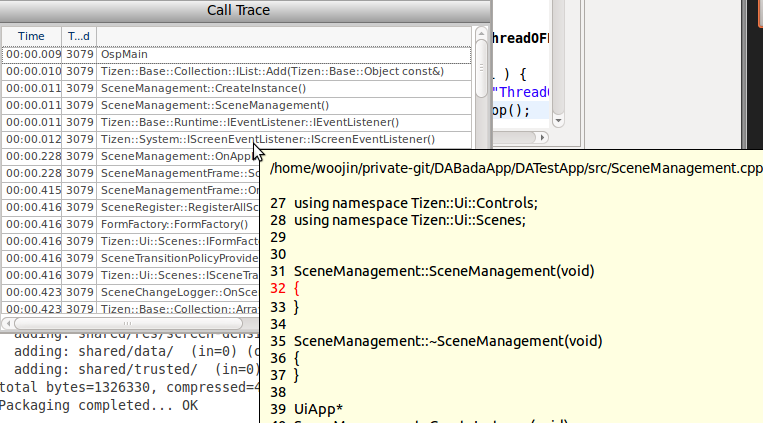 Call Trace
Time T...d
00:00.009 3079 OspMain
00:00.010 3079 Tizen::Base::Collection::IList::Add(Tizen::Base::Object const&)
00:00.011 3079 SceneManagement::CreateInstance()
00:00.011 3079 SceneManagement::SceneManagement()
00:00.011 3079 Tizen::Base::Runtime::IEventListener::IEventListener()
00:00.012 3079 Tizen::System::IScreenEventListener::IScreenEventListener()
00:00.228 3079 SceneManagement::OnApp
00:00.228 3079 SceneManagementFrame::Sc
00:00.415 3079 SceneManagementFrame::On
00:00.416 3079 SceneRegister::RegisterAllSc
00:00.416 3079 FormFactory::FormFactory()
00:00.416 3079 Tizen::Ui::Scenes::IFormFact
00:00.416 3079 SceneTransitionPolicyProvide
00:00.416 3079 Tizen::Ui::Scenes::ISceneTra
00:00.423 3079 SceneChangeLogger::OnSce
00:00.423 3079 Tizen::Base::Collection::Array
hreadOFF
) {
"Thread
op();
/home/woojin/private-git/DABadaApp/DATestApp/src/SceneManagement.cpp
27 using namespace Tizen::Ui::Controls;
28 using namespace Tizen::Ui::Scenes;
29
30
31 SceneManagement::SceneManagement(void)
32 {
33 }
34
35 SceneManagement::~SceneManagement(void)
36 {
37 }
38
39 UiApp*
adding: shared/res/screen-densi
adding: shared/data/ (in=0) (
adding: shared/trusted/ (in=0)
total bytes=1326330, compressed=4
Packaging completed... OK